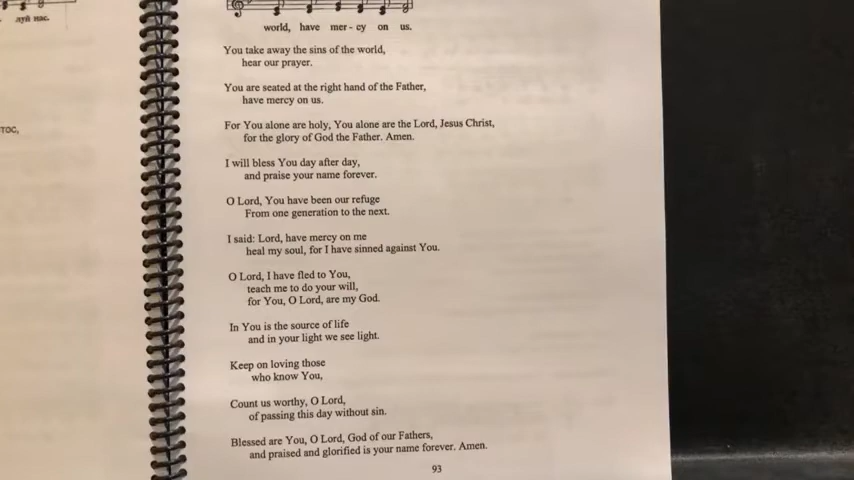 луй нас.
тос,
world, have mer - cy on us.
You take away the sins of the world,
hear our prayer.
You are seated at the right hand of the Father,
have mercy on us.
For You alone are holy, You alone are the Lord, Jesus Christ,
for the glory of God the Father. Amen.
I will bless You day after day,
and praise your name forever.
O Lord, You have been our refuge
From one generation to the next.
I said: Lord, have mercy on me
heal my soul, for I have sinned against You.
O Lord, I have fled to You,
teach me to do your will,
for You, O Lord, are my God.
In You is the source of life
and in your light we see light.
Keep on loving those
who know You,
Count us worthy, O Lord,
of passing this day without sin.
Blessed are You, O Lord, God of our Fathers,
and praised and glorified is your name forever. Amen.
93